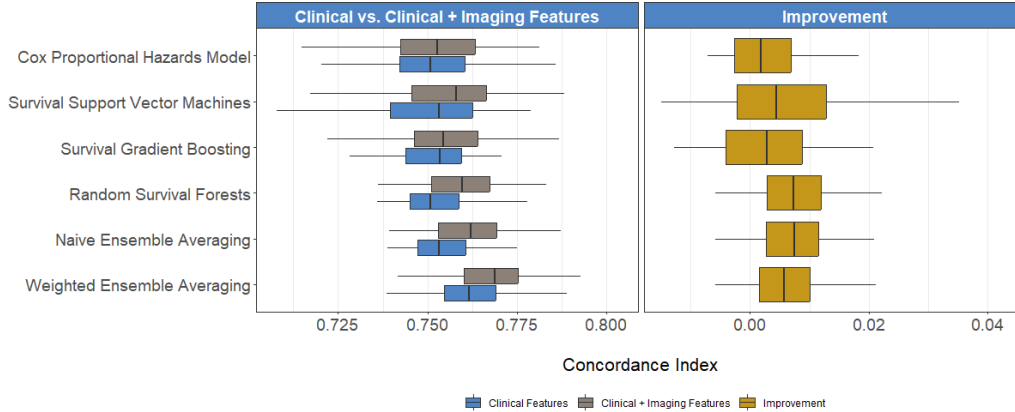 Clinical vs. Clinical + Imaging Features
Improvement
Cox Proportional Hazards Model
Survival Support Vector Machines
Survival Gradient Boosting
Random Survival Forests
Naive Ensemble Averaging
Weighted Ensemble Averaging
0.725 0.750 0.775 0.800
0.00 0.02 0.04
Concordance Index
Clinical Features Clinical + Imaging Features Improvement